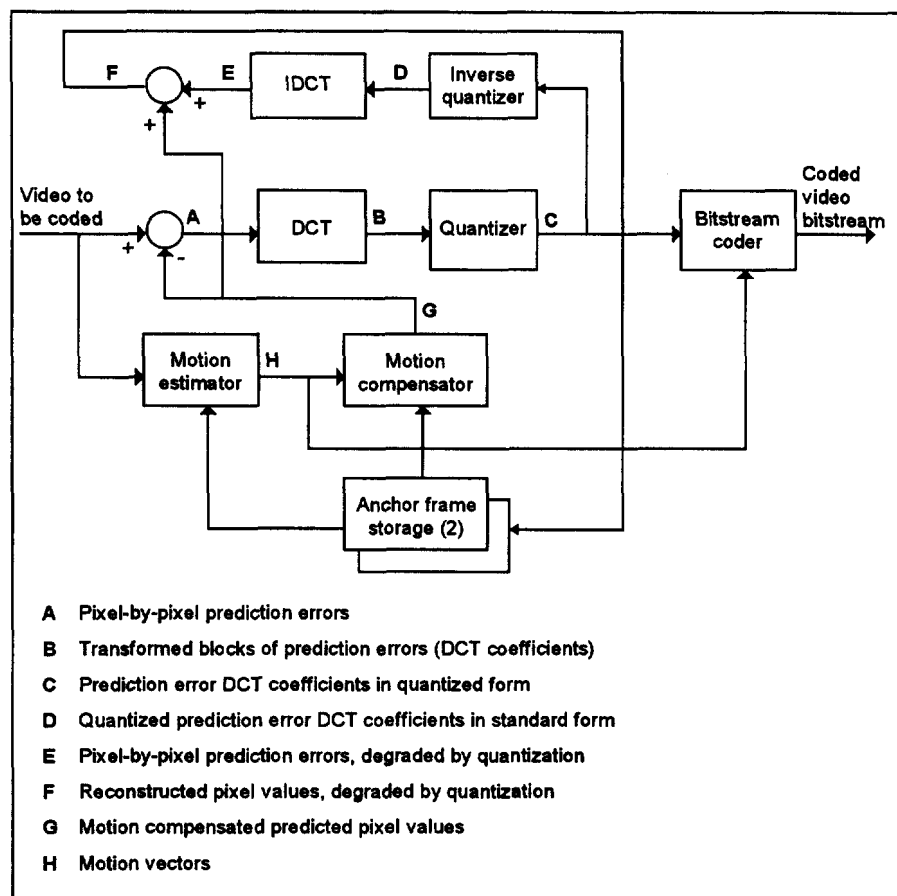 F
E
IDCT
D
Inverse
quantizer
+
+
Video to
be coded
A
DCT
B
Quantizer
C
Bitstream
coder
Coded
video
bitstream
+
-
G
Motion
estimator
H
Motion
compensator
Anchor frame
storage (2)
A Pixel-by-pixel prediction errors
B Transformed blocks of prediction errors (DCT coefficients)
C Prediction error DCT coefficients in quantized form
D Quantized prediction error DCT coefficients in standard form
E Pixel-by-pixel prediction errors, degraded by quantization
F Reconstructed pixel values, degraded by quantization
G Motion compensated predicted pixel values
H Motion vectors